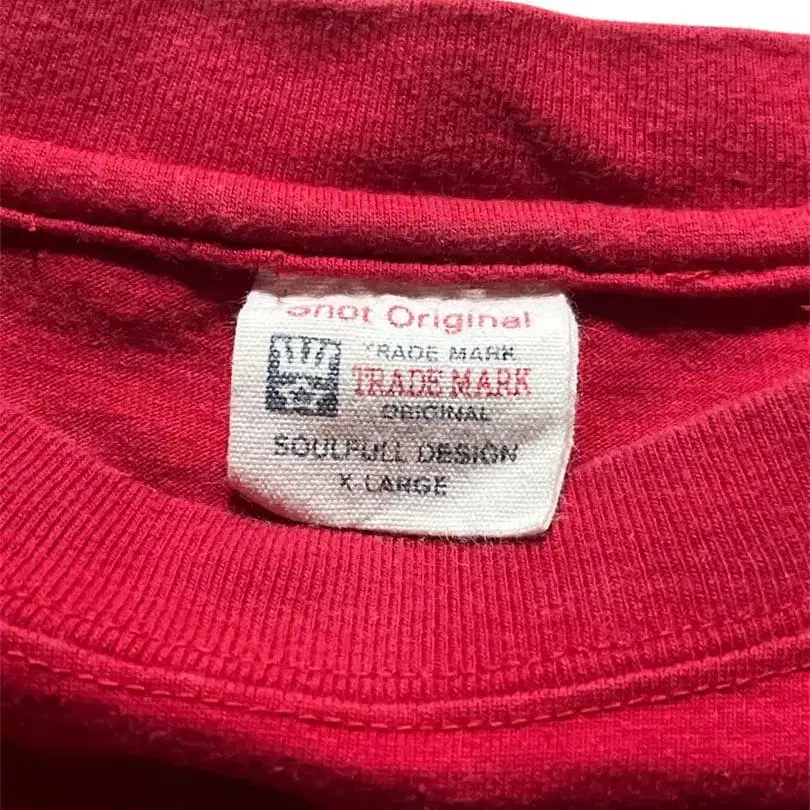 Shot Original
TRADE MARK
TRADE MARK
ORIGINAL
SOULFULL DESIGN
X-LARGE